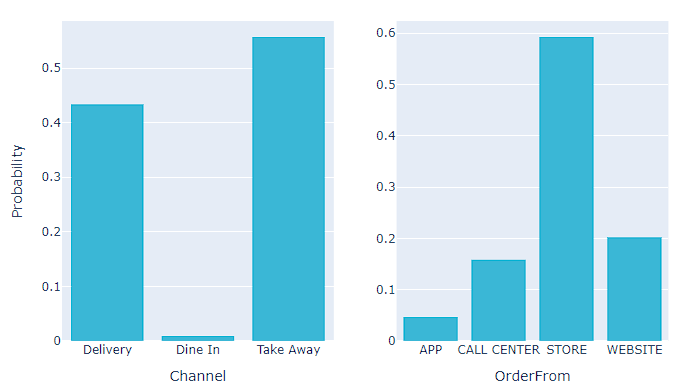 Probability
0.5
0.4
0.3
0.2
0.1
0
Delivery Dine In Take Away
Channel
0.6
0.5
0.4
0.3
0.2
0.1
0
APP CALL CENTER STORE WEBSITE
OrderFrom